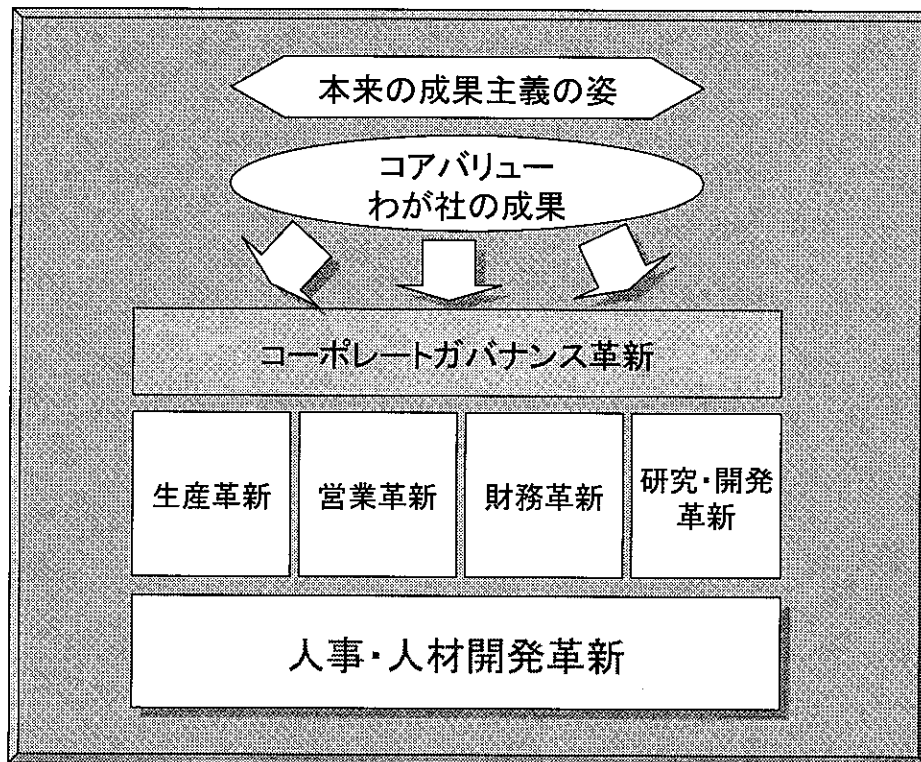 本来の成果主義の姿
コアバリュー
わが社の成果
コーポレートガバナンス革新
生産革新
営業革新
財務革新
研究・開発
革新
人事・人材開発革新